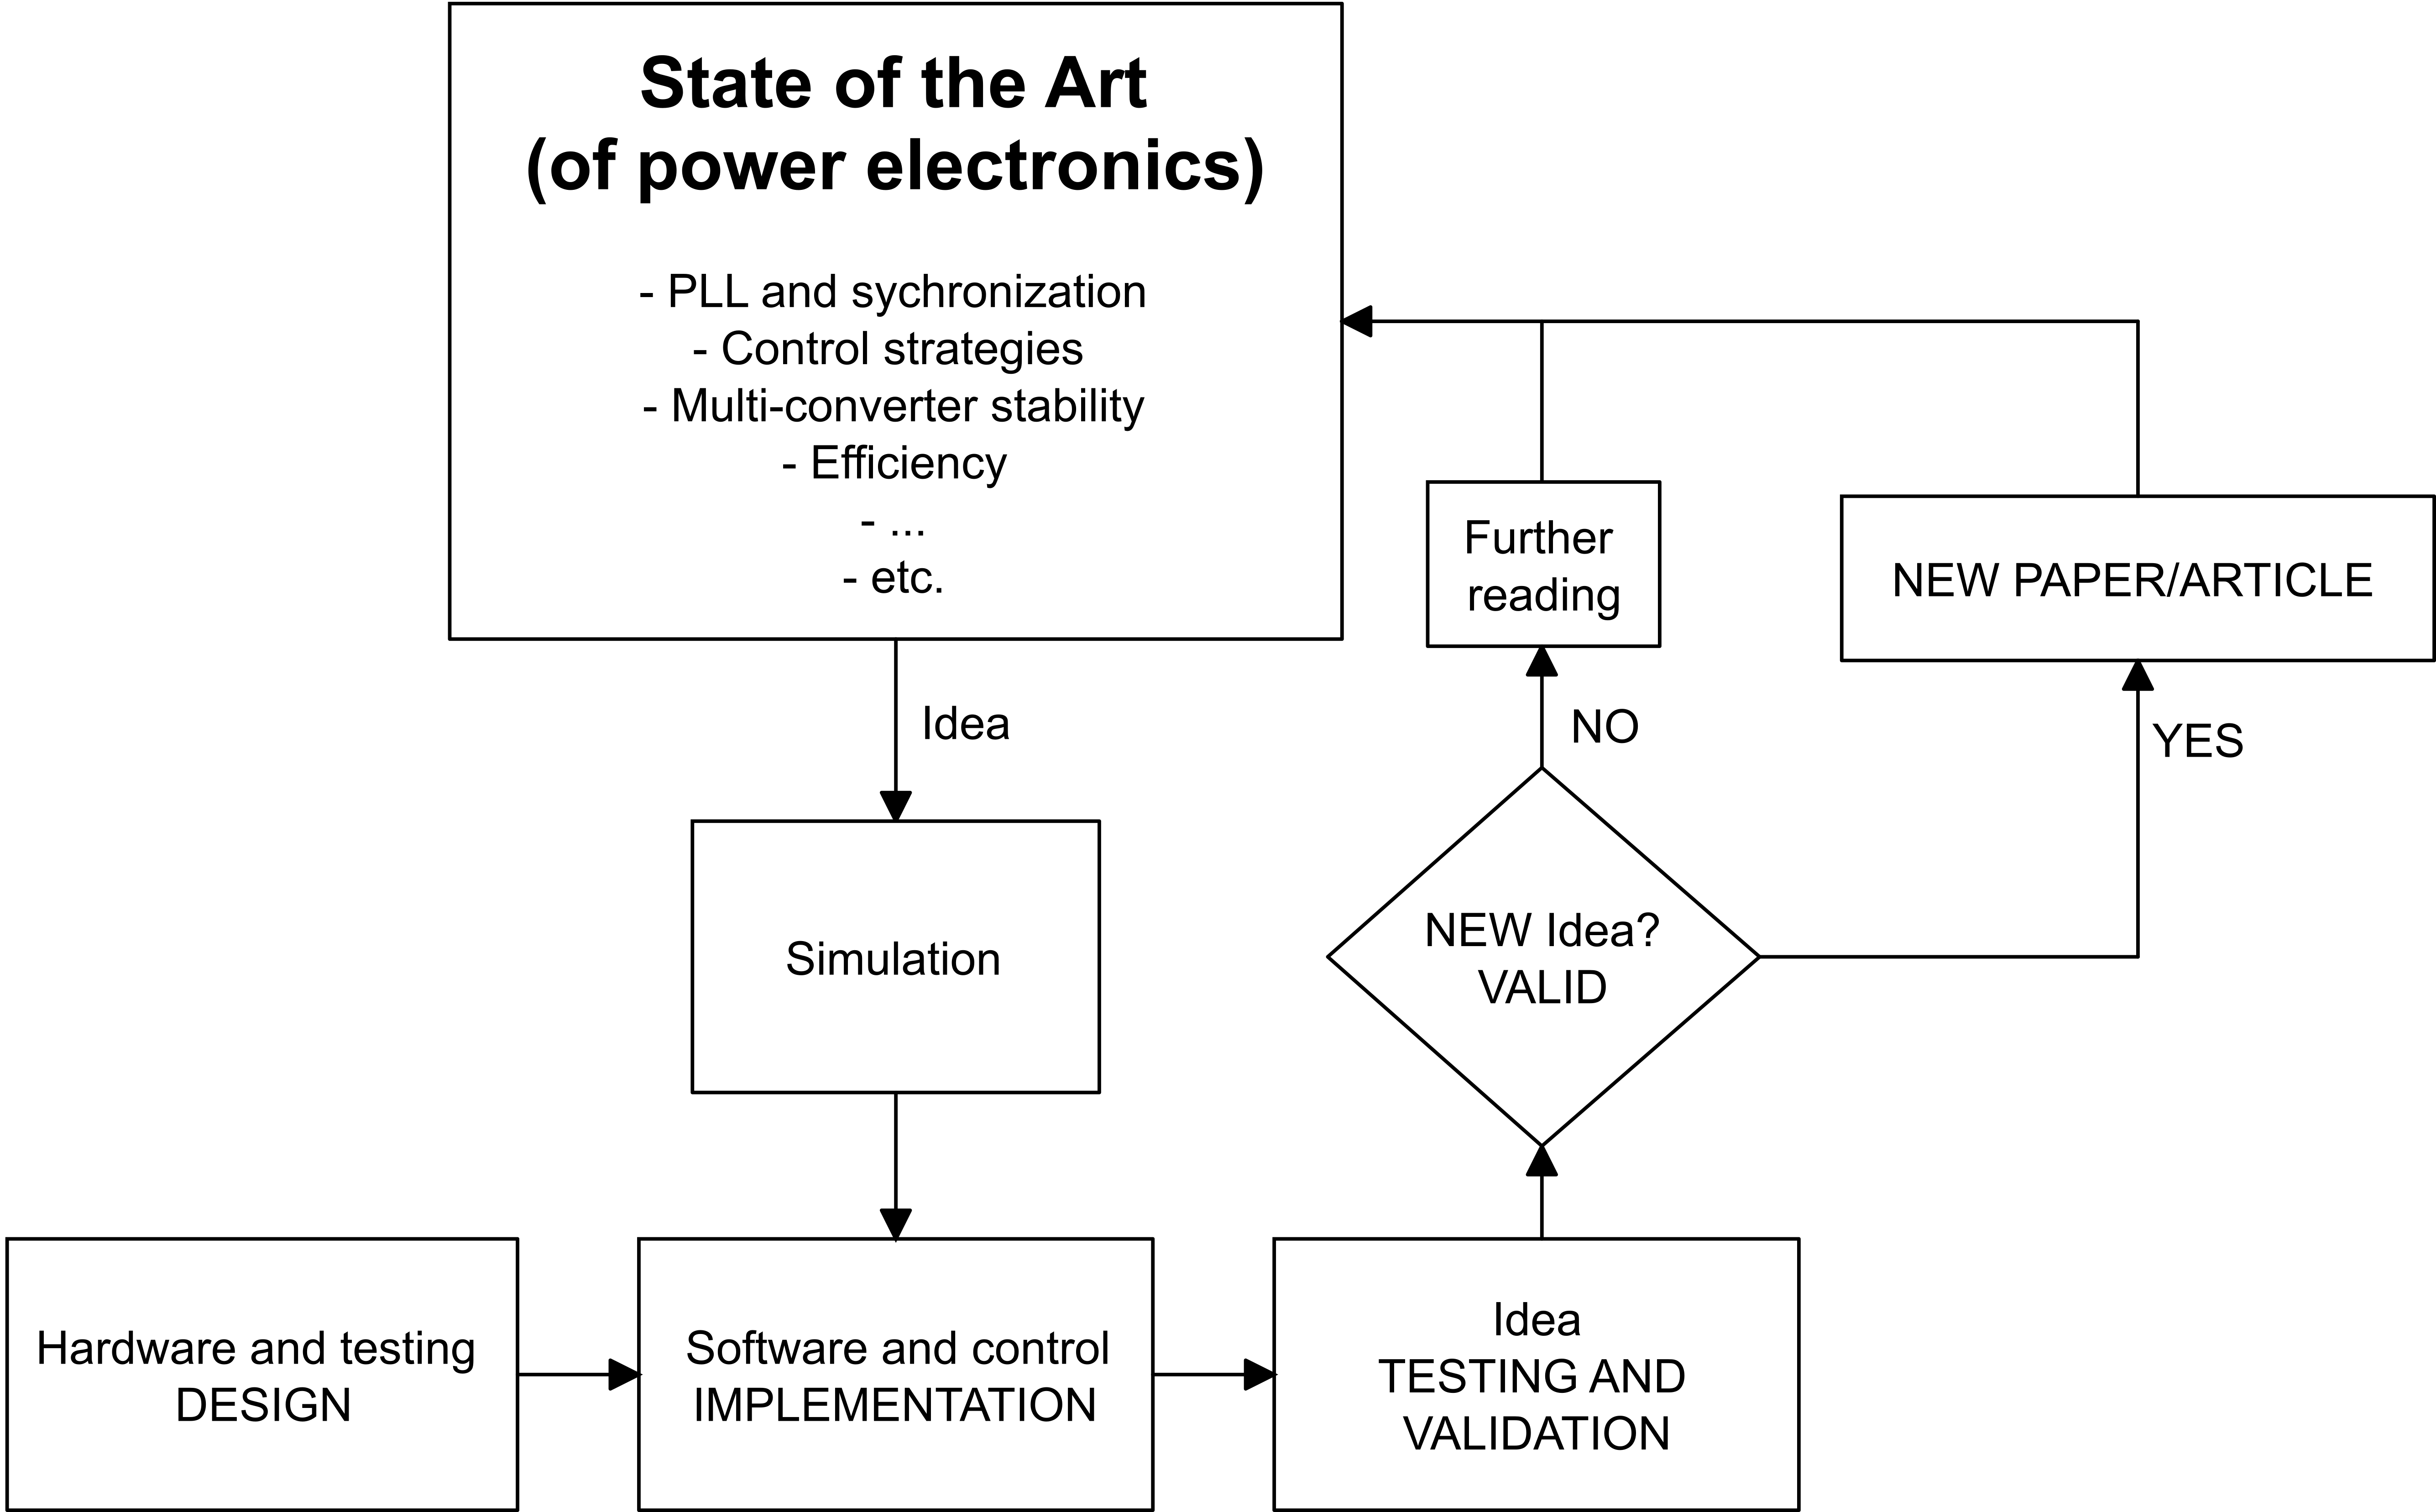 State of the Art
(of power electronics)
- PLL and sychronization
- Control strategies
- Multi-converter stability
- Efficiency
- ...
- etc.
Further
reading
NEW PAPER/ARTICLE
Idea
NO
YES
Simulation
NEW Idea?
VALID
Hardware and testing
DESIGN
Software and control
IMPLEMENTATION
Idea
TESTING AND
VALIDATION